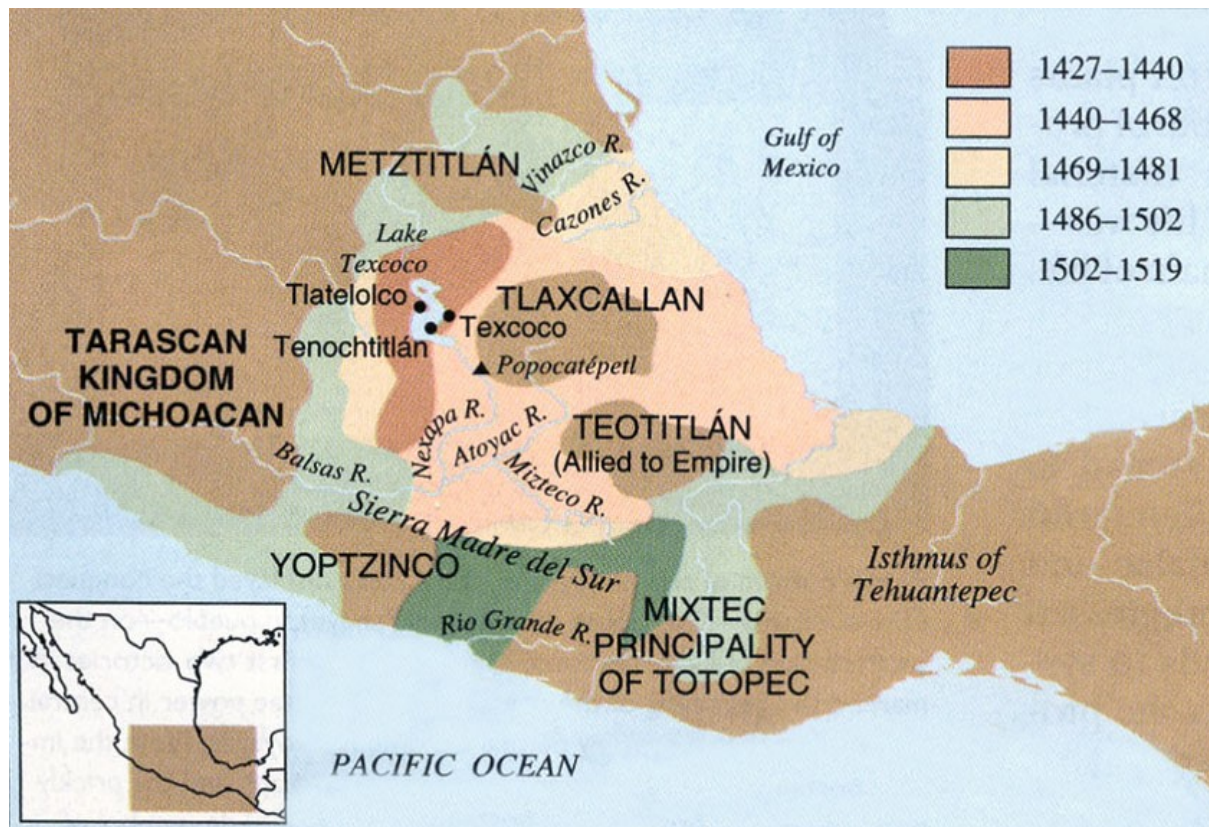 1427–1440
1440–1468
1469–1481
1486–1502
1502–1519
Gulf of
Mexico
METZTITLÁN
Vinazco R.
Cazones R.
Lake
Texcoco
Tlatelolco
TLAXCALLAN
Texcoco
Tenochtitlán
Popocatépetl
TARASCAN
KINGDOM
OF MICHOACAN
Nexapa R.
Atoyac R.
TEOTITLÁN
(Allied to Empire)
Balsas R.
Mizteco R.
Sierra Madre del Sur
YOPTZINCO
Isthmus of
Tehuantepec
Rio Grande R.
MIXTEC
PRINCIPALITY
OF TOTOPEC
PACIFIC OCEAN